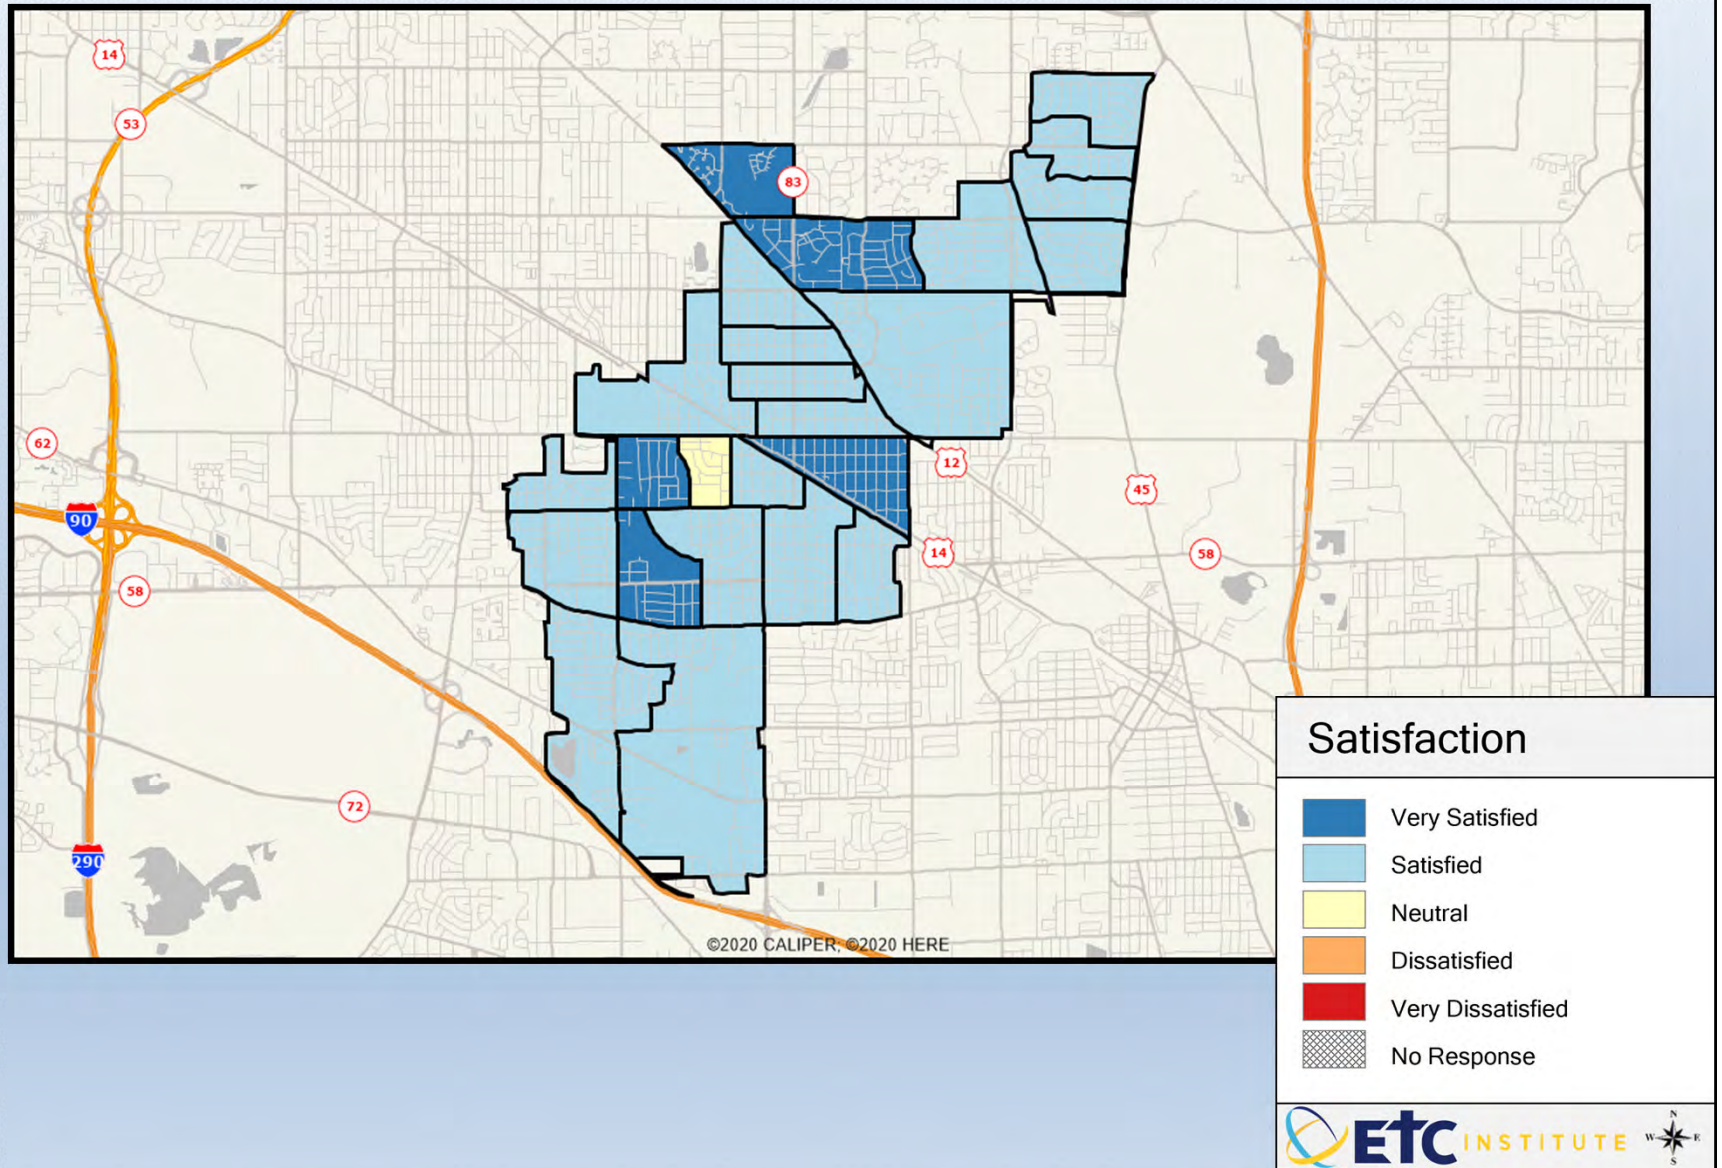 14
53
83
62
12
45
90
14
58
58
72
290
©2020 CALIPER; ©2020 HERE
Satisfaction
Very Satisfied
Satisfied
Neutral
Dissatisfied
Very Dissatisfied
No Response
N
W E
S
ETC INSTITUTE